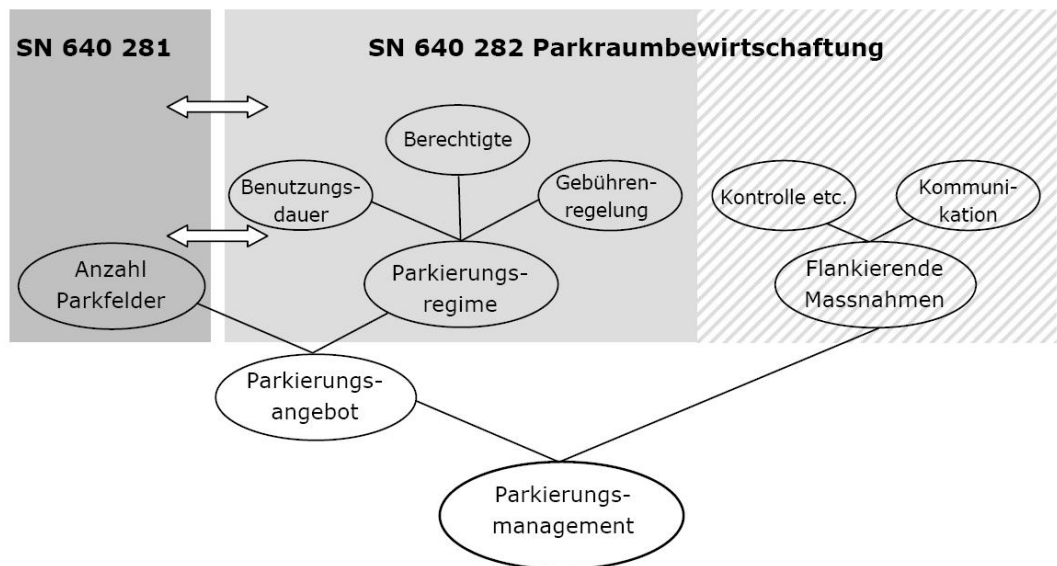 SN 640 281
SN 640 282 Parkraumbewirtschaftung
Berechtigte
Benutzungs-
dauer
Gebühren-
regelung
Kontrolle etc.
Kommuni-
kation
Anzahl
Parkfelder
Parkierungs-
regime
Flankierende
Massnahmen
Parkierungs-
angebot
Parkierungs-
management